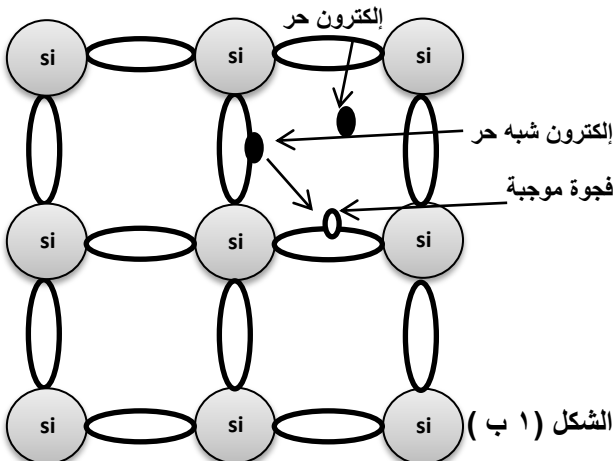 إلكترون حر
si si si
إلكترون شبه حر
فجوة موجبة
si si si
si si si
الشكل (١ ب )